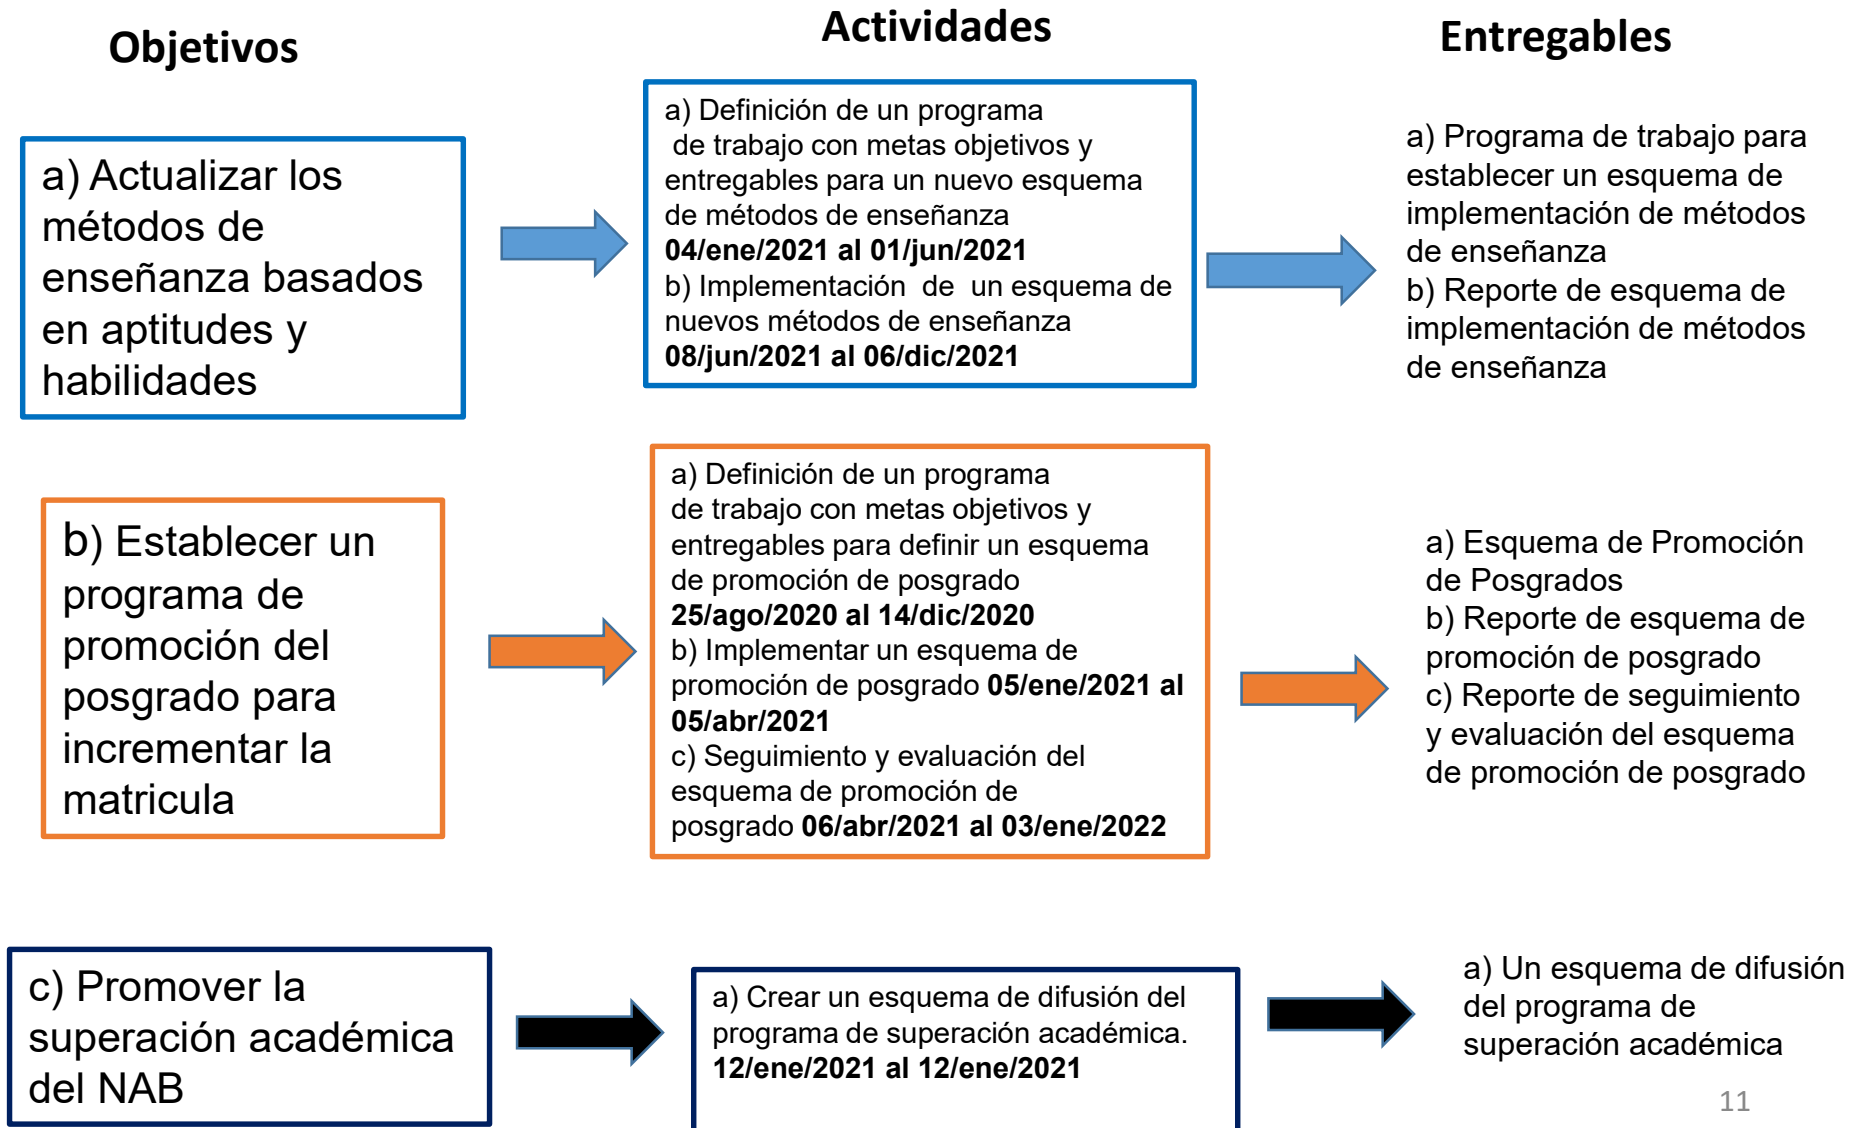 Objetivos
Actividades
Entregables
a) Actualizar los
métodos de
enseñanza basados
en aptitudes y
habilidades
a) Definición de un programa
de trabajo con metas objetivos y
entregables para un nuevo esquema
de métodos de enseñanza
04/ene/2021 al 01/jun/2021
b) Implementación de un esquema de
nuevos métodos de enseñanza
08/jun/2021 al 06/dic/2021
a) Programa de trabajo para
establecer un esquema de
implementación de métodos
de enseñanza
b) Reporte de esquema de
implementación de métodos
de enseñanza
b) Establecer un
programa de
promoción del
posgrado para
incrementar la
matricula
a) Definición de un programa
de trabajo con metas objetivos y
entregables para definir un esquema
de promoción de posgrado
25/ago/2020 al 14/dic/2020
b) Implementar un esquema de
promoción de posgrado 05/ene/2021 al
05/abr/2021
c) Seguimiento y evaluación del
esquema de promoción de
posgrado 06/abr/2021 al 03/ene/2022
a) Esquema de Promoción
de Posgrados
b) Reporte de esquema de
promoción de posgrado
c) Reporte de seguimiento
y evaluación del esquema
de promoción de posgrado
c) Promover la
superación académica
del NAB
a) Crear un esquema de difusión del
programa de superación académica.
12/ene/2021 al 12/ene/2021
a) Un esquema de difusión
del programa de
superación académica
11